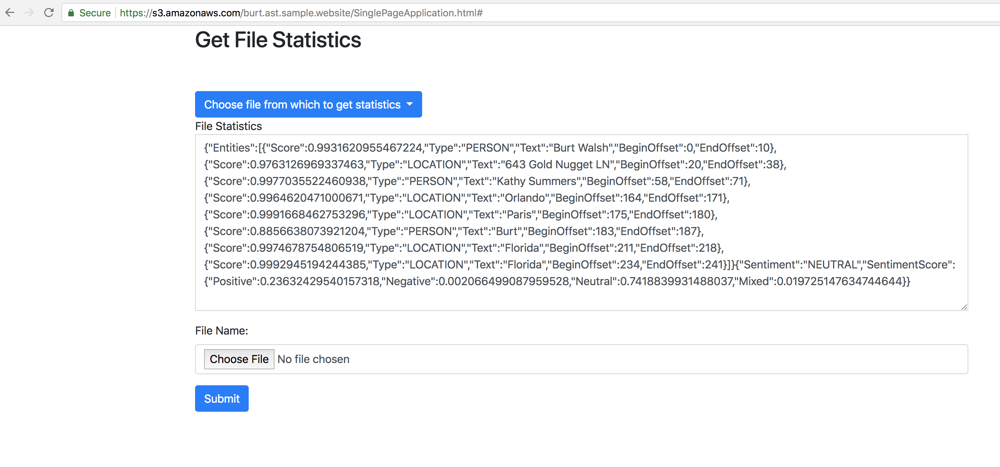 Secure https://s3.amazonaws.com/burt.ast.sample.website/SinglePageApplication.html#
Get File Statistics
Choose file from which to get statistics
File Statistics
{"Entities":[{"Score":0.9931620955467224,"Type":"PERSON","Text":"Burt Walsh","BeginOffset":0,"EndOffset":10},
{"Score":0.9763126969337463,"Type":"LOCATION","Text":"643 Gold Nugget LN","BeginOffset":20,"EndOffset":38},
{"Score":0.9977035522460938,"Type":"PERSON","Text":"Kathy Summers","BeginOffset":58,"EndOffset":71},
{"Score":0.9964620471000671,"Type":"LOCATION","Text":"Orlando","BeginOffset":164,"EndOffset":171},
{"Score":0.9991668462753296,"Type":"LOCATION","Text":"Paris","BeginOffset":175,"EndOffset":180},
{"Score":0.8856638073921204,"Type":"PERSON","Text":"Burt","BeginOffset":183,"EndOffset":187},
{"Score":0.9974678754806519,"Type":"LOCATION","Text":"Florida","BeginOffset":211,"EndOffset":218},
{"Score":0.9992945194244385,"Type":"LOCATION","Text":"Florida","BeginOffset":234,"EndOffset":241}]}{"Sentiment":"NEUTRAL","SentimentScore":
{"Positive":0.23632429540157318,"Negative":0.002066499087959528,"Neutral":0.7418839931488037,"Mixed":0.019725147634744644}}
File Name:
Choose File No file chosen
Submit